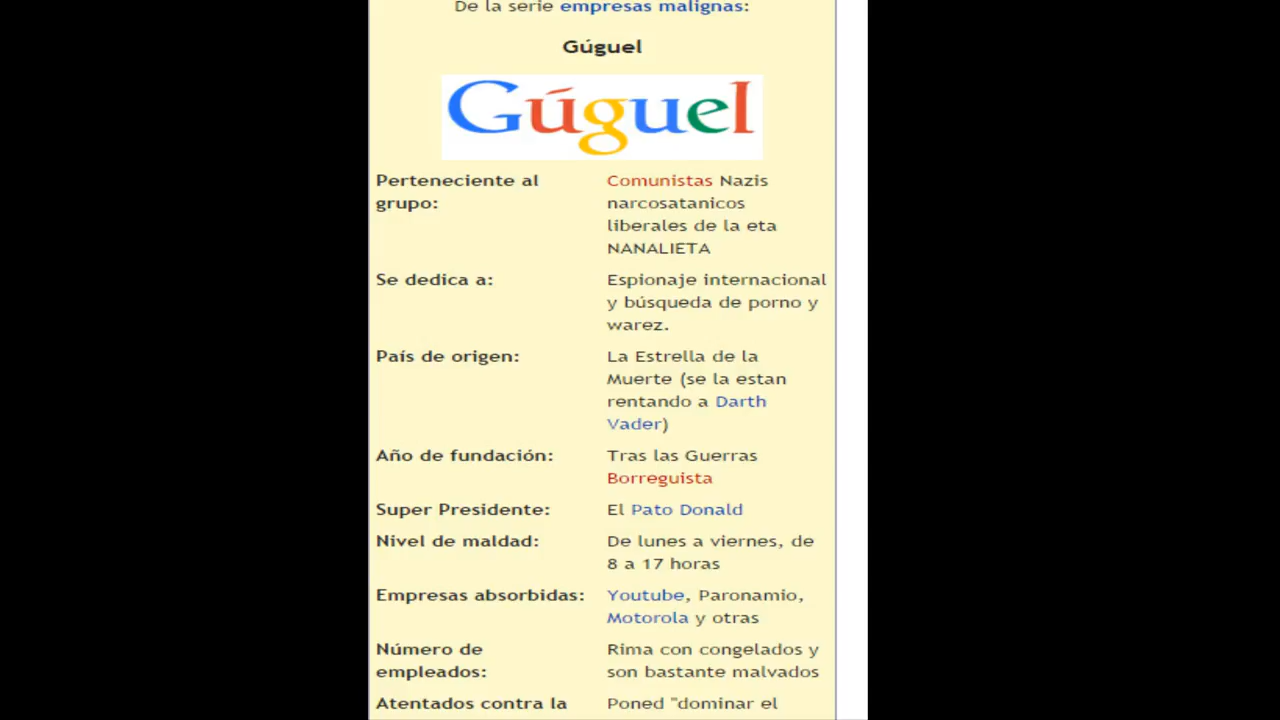 De la serie empresas malignas:
Gúguel
Gúguel
Perteneciente al grupo:
Comunistas Nazis
narcosatanicos
liberales de la eta
NANALIETA
Se dedica a:
Espionaje internacional
y búsqueda de porno y
warez.
País de origen:
La Estrella de la
Muerte (se la estan
rentando a Darth
Vader)
Año de fundación:
Tras las Guerras
Borreguista
Super Presidente:
El Pato Donald
Nivel de maldad:
De lunes a viernes, de
8 a 17 horas
Empresas absorbidas:
Youtube, Paronamio,
Motorola y otras
Número de
empleados:
Rima con congelados y
son bastante malvados
Atentados contra la
Poned "dominar el